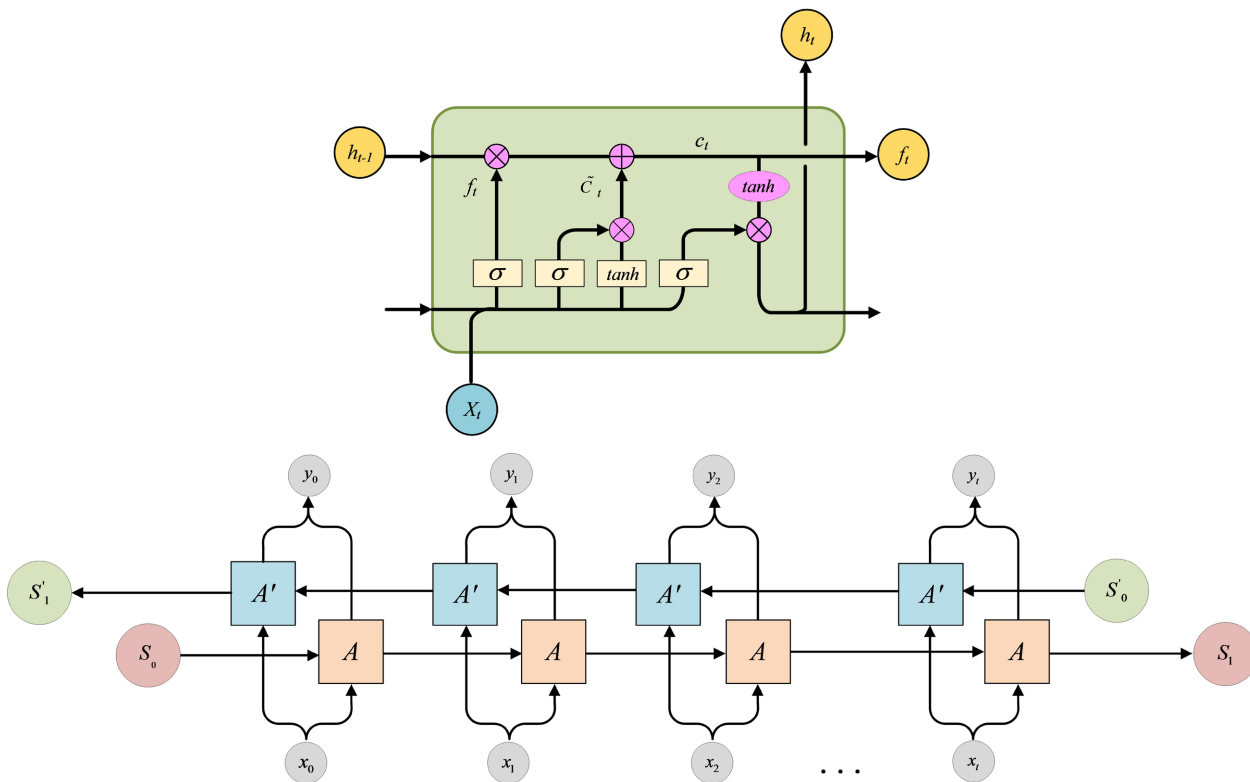 h_t
h_{t-1} c_t f_t
f_t C̃_t tanh
σ σ tanh σ
X_t
y_0 y_1 y_2 y_t
S'_1 A' A' A' A' S'_0
S_0 A A A A S_1
x_0 x_1 x_2 ... x_t